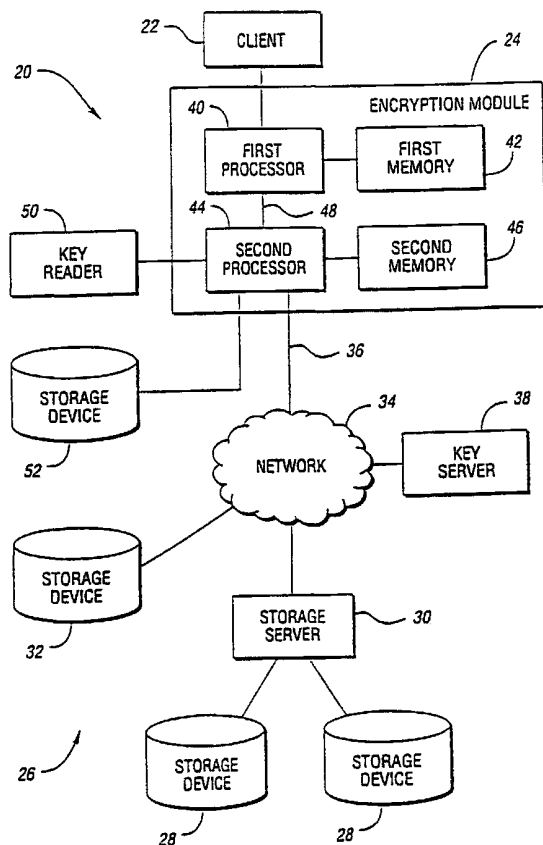 22
CLIENT
24
20
ENCRYPTION MODULE
40
FIRST
PROCESSOR
FIRST
MEMORY
42
50
44
48
46
KEY
READER
SECOND
PROCESSOR
SECOND
MEMORY
36
STORAGE
DEVICE
34
38
52
NETWORK
KEY
SERVER
STORAGE
DEVICE
32
STORAGE
SERVER
30
26
STORAGE
DEVICE
STORAGE
DEVICE
28
28